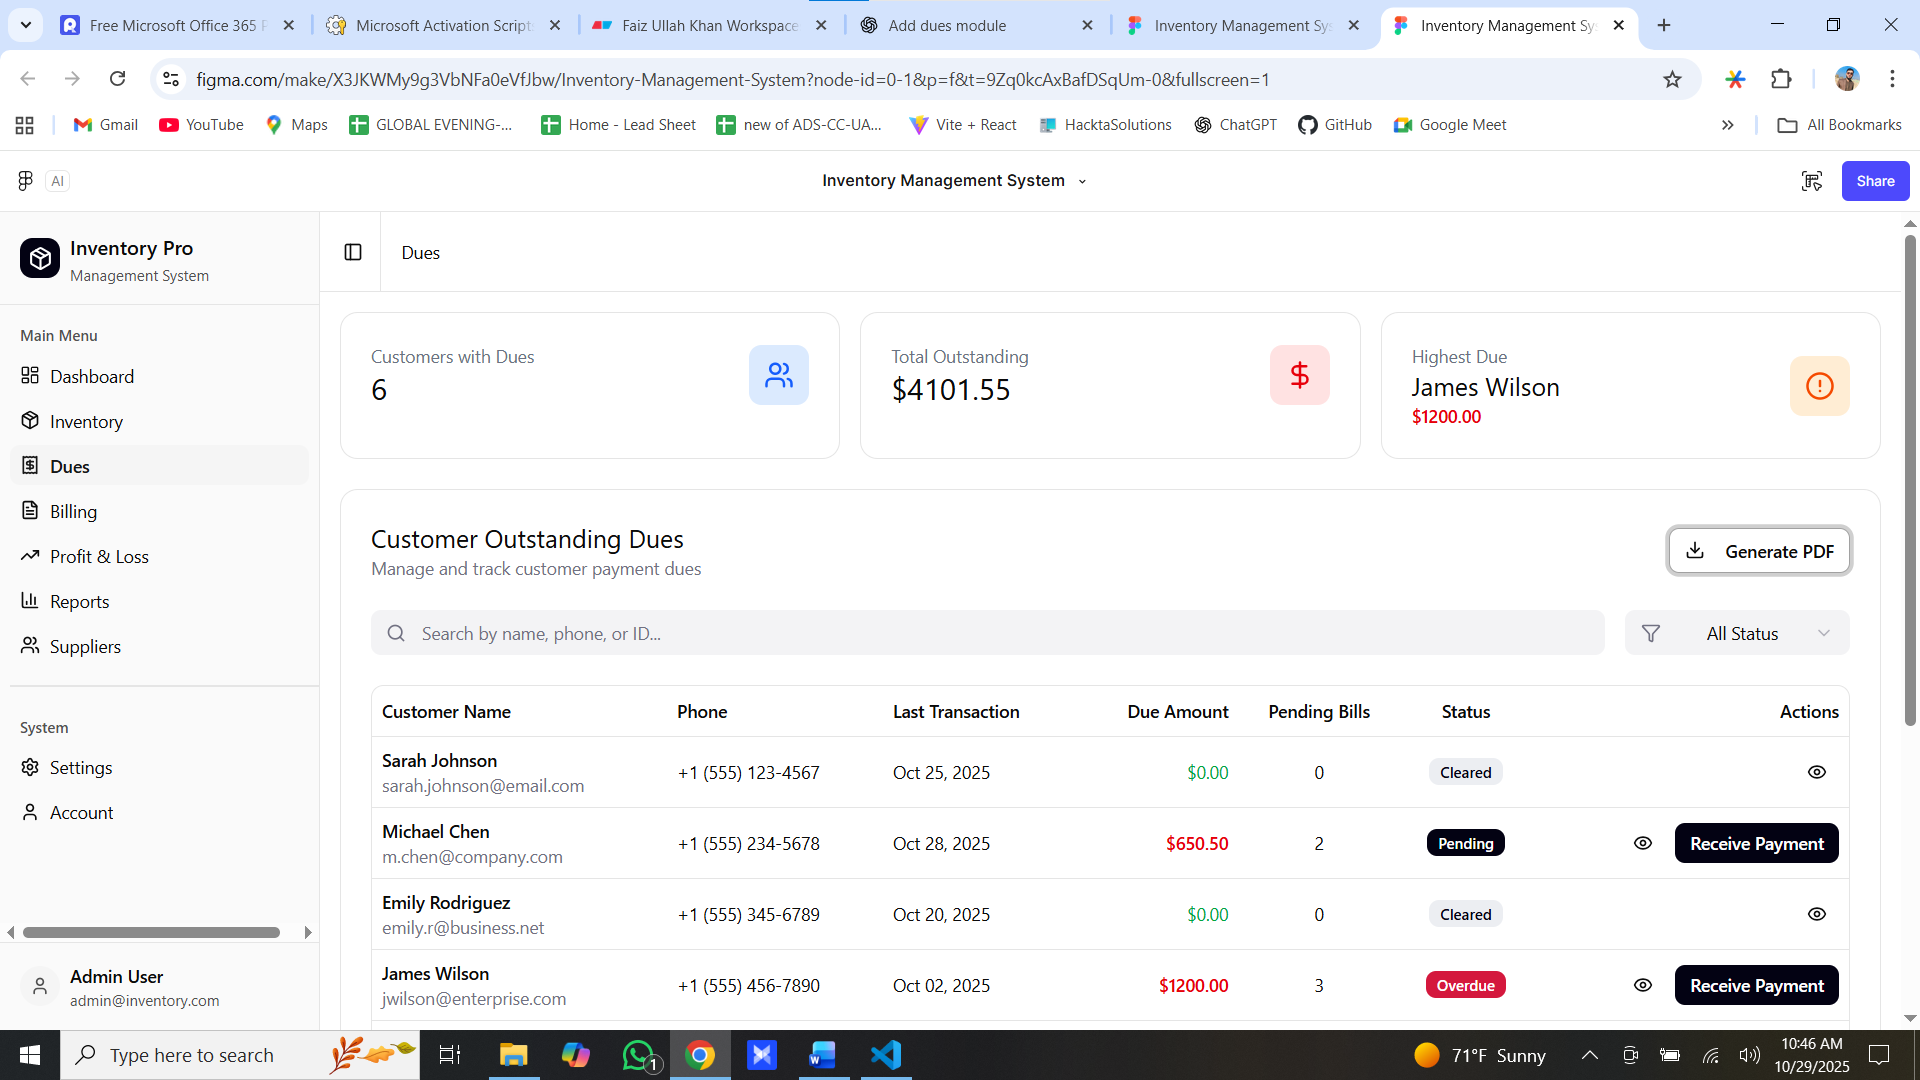 Free Microsoft Office 365 P
Microsoft Activation Scripts
Faiz Ullah Khan Workspace
Add dues module
Inventory Management Sys
Inventory Management Sys
figma.com/make/X3JKWMy9g3VbNFa0eVfJbw/Inventory-Management-System?node-id=0-1&p=f&t=9Zq0kcAxBafDSqUm-0&fullscreen=1
Gmail
YouTube
Maps
GLOBAL EVENING-...
Home - Lead Sheet
new of ADS-CC-UA...
Vite + React
HacktaSolutions
ChatGPT
GitHub
Google Meet
All Bookmarks
AI
Inventory Management System
Share
Inventory Pro
Management System
Main Menu
Dashboard
Inventory
Dues
Billing
Profit & Loss
Reports
Suppliers
System
Settings
Account
Admin User
admin@inventory.com
Dues
Customers with Dues
6
Total Outstanding
$4101.55
Highest Due
James Wilson
$1200.00
Customer Outstanding Dues
Manage and track customer payment dues
Generate PDF
Search by name, phone, or ID...
All Status
Customer Name Phone Last Transaction Due Amount Pending Bills Status Actions
Sarah Johnson
sarah.johnson@email.com
+1 (555) 123-4567 Oct 25, 2025 $0.00 0 Cleared
Michael Chen
m.chen@company.com
+1 (555) 234-5678 Oct 28, 2025 $650.50 2 Pending Receive Payment
Emily Rodriguez
emily.r@business.net
+1 (555) 345-6789 Oct 20, 2025 $0.00 0 Cleared
James Wilson
jwilson@enterprise.com
+1 (555) 456-7890 Oct 02, 2025 $1200.00 3 Overdue Receive Payment
Type here to search
1
71°F Sunny
10:46 AM
10/29/2025